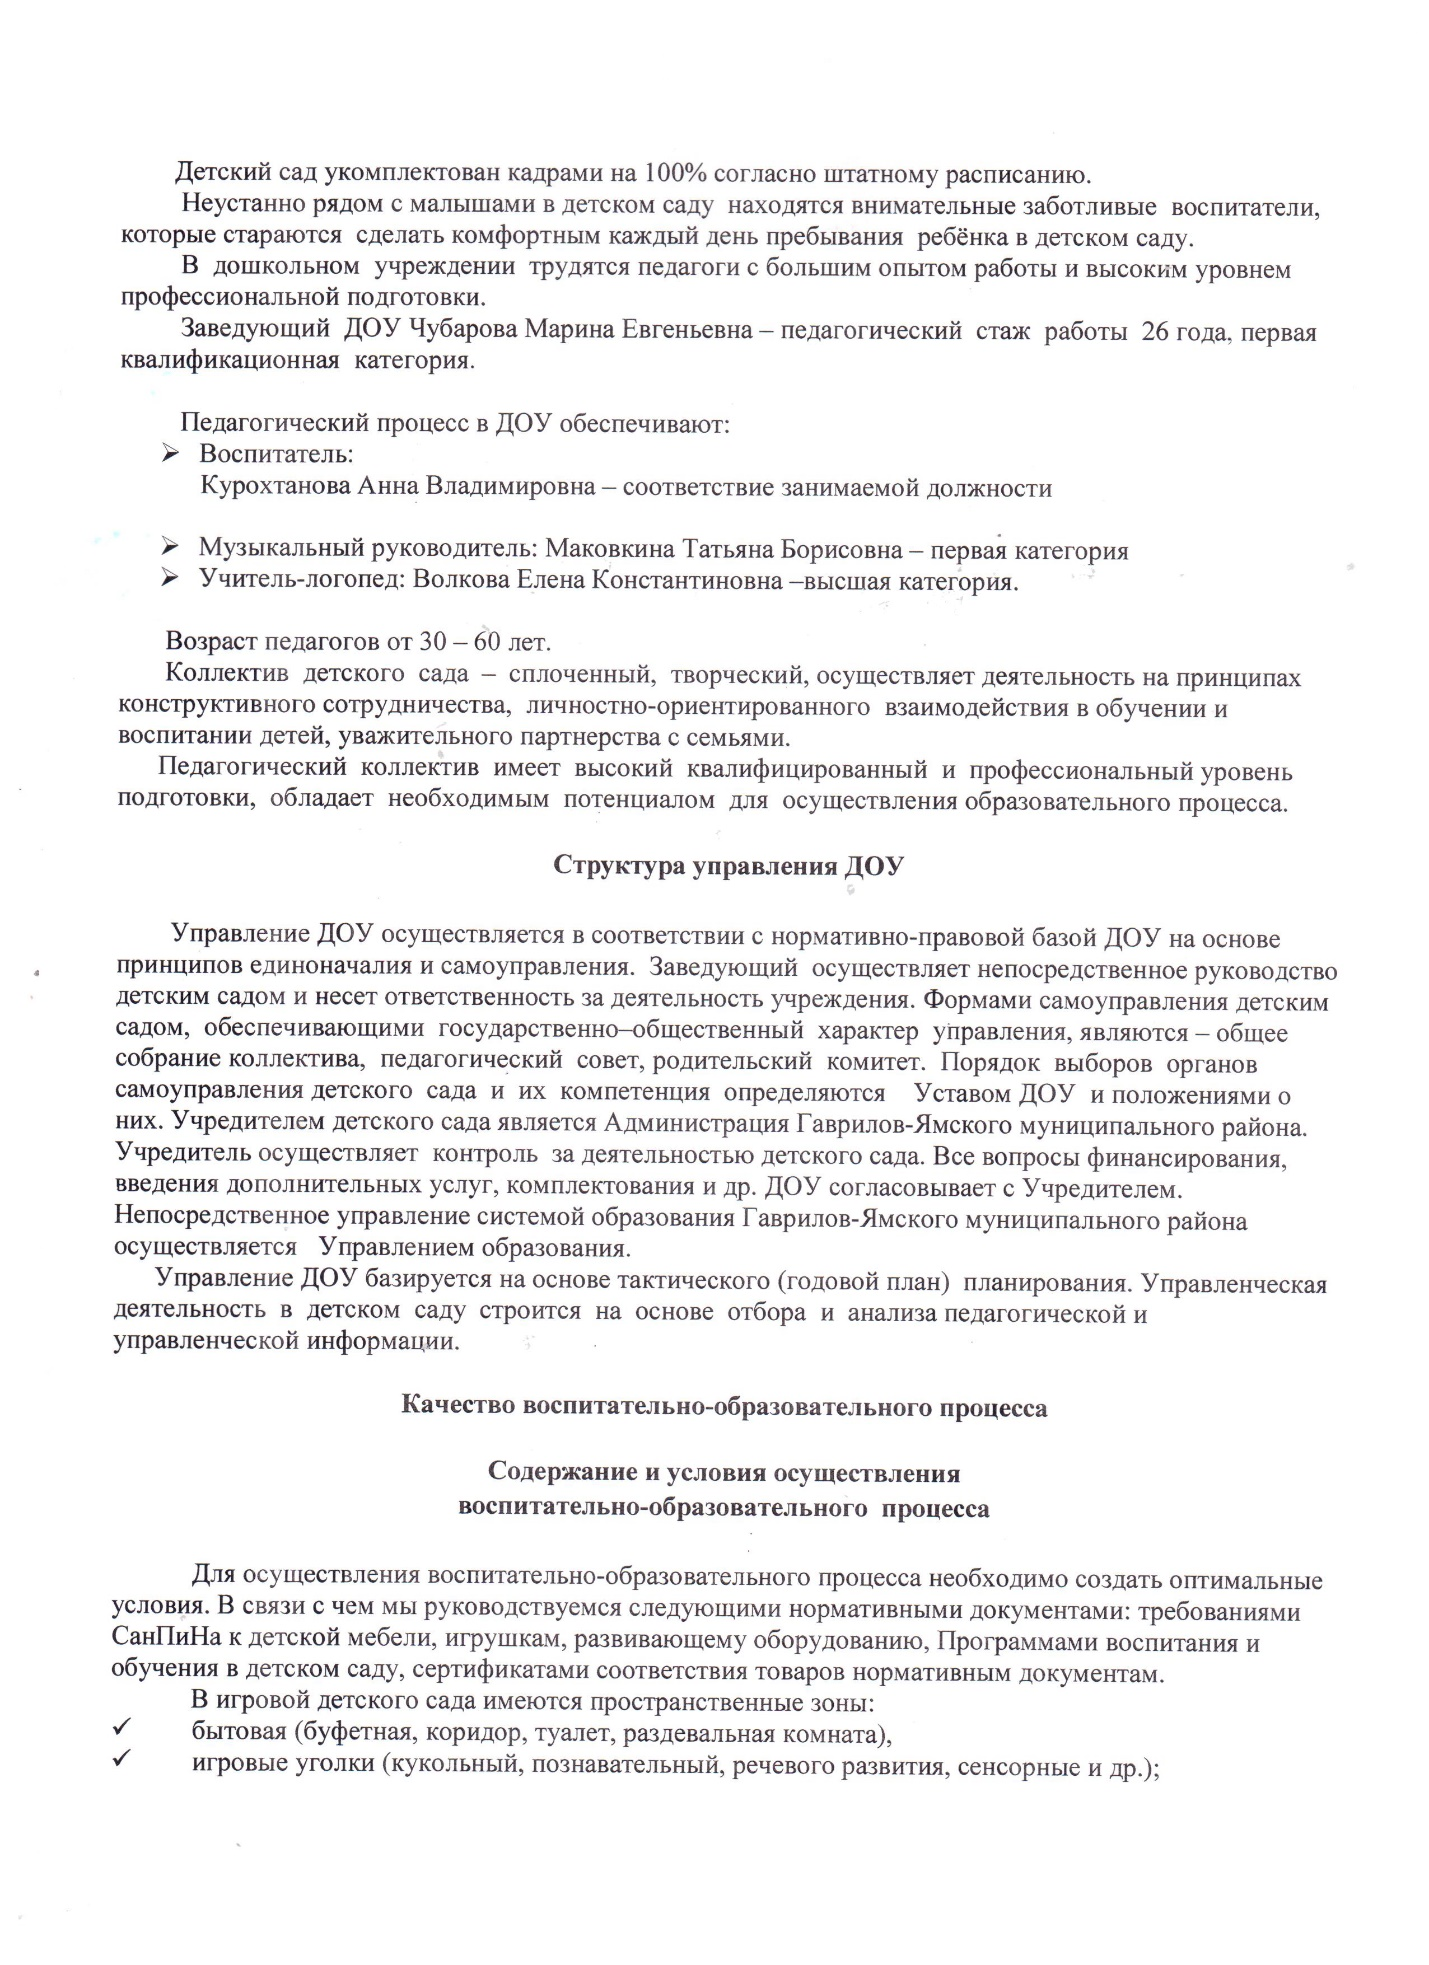 Детский сад укомплектован кадрами на 100% согласно штатному расписанию.
Неустанно рядом с малышами в детском саду находятся внимательные заботливые воспитатели,
которые стараются сделать комфортным каждый день пребывания ребёнка в детском саду.
В дошкольном учреждении трудятся педагоги с большим опытом работы и высоким уровнем
профессиональной подготовки.
Заведующий ДОУ Чубарова Марина Евгеньевна – педагогический стаж работы 26 года, первая
квалификационная категория.
Педагогический процесс в ДОУ обеспечивают:
➢ Воспитатель:
Курохтанова Анна Владимировна – соответствие занимаемой должности
➢ Музыкальный руководитель: Маковкина Татьяна Борисовна – первая категория
➢ Учитель-логопед: Волкова Елена Константиновна –высшая категория.
Возраст педагогов от 30 – 60 лет.
Коллектив детского сада – сплоченный, творческий, осуществляет деятельность на принципах
конструктивного сотрудничества, личностно-ориентированного взаимодействия в обучении и
воспитании детей, уважительного партнерства с семьями.
Педагогический коллектив имеет высокий квалифицированный и профессиональный уровень
подготовки, обладает необходимым потенциалом для осуществления образовательного процесса.
Структура управления ДОУ
Управление ДОУ осуществляется в соответствии с нормативно-правовой базой ДОУ на основе
принципов единоначалия и самоуправления. Заведующий осуществляет непосредственное руководство
детским садом и несет ответственность за деятельность учреждения. Формами самоуправления детским
садом, обеспечивающими государственно–общественный характер управления, являются – общее
собрание коллектива, педагогический совет, родительский комитет. Порядок выборов органов
самоуправления детского сада и их компетенция определяются Уставом ДОУ и положениями о
них. Учредителем детского сада является Администрация Гаврилов-Ямского муниципального района.
Учредитель осуществляет контроль за деятельностью детского сада. Все вопросы финансирования,
введения дополнительных услуг, комплектования и др. ДОУ согласовывает с Учредителем.
Непосредственное управление системой образования Гаврилов-Ямского муниципального района
осуществляется Управлением образования.
Управление ДОУ базируется на основе тактического (годовой план) планирования. Управленческая
деятельность в детском саду строится на основе отбора и анализа педагогической и
управленческой информации.
Качество воспитательно-образовательного процесса
Содержание и условия осуществления
воспитательно-образовательного процесса
Для осуществления воспитательно-образовательного процесса необходимо создать оптимальные
условия. В связи с чем мы руководствуемся следующими нормативными документами: требованиями
СанПиНа к детской мебели, игрушкам, развивающему оборудованию, Программами воспитания и
обучения в детском саду, сертификатами соответствия товаров нормативным документам.
В игровой детского сада имеются пространственные зоны:
✓ бытовая (буфетная, коридор, туалет, раздевальная комната),
✓ игровые уголки (кукольный, познавательный, речевого развития, сенсорные и др.);